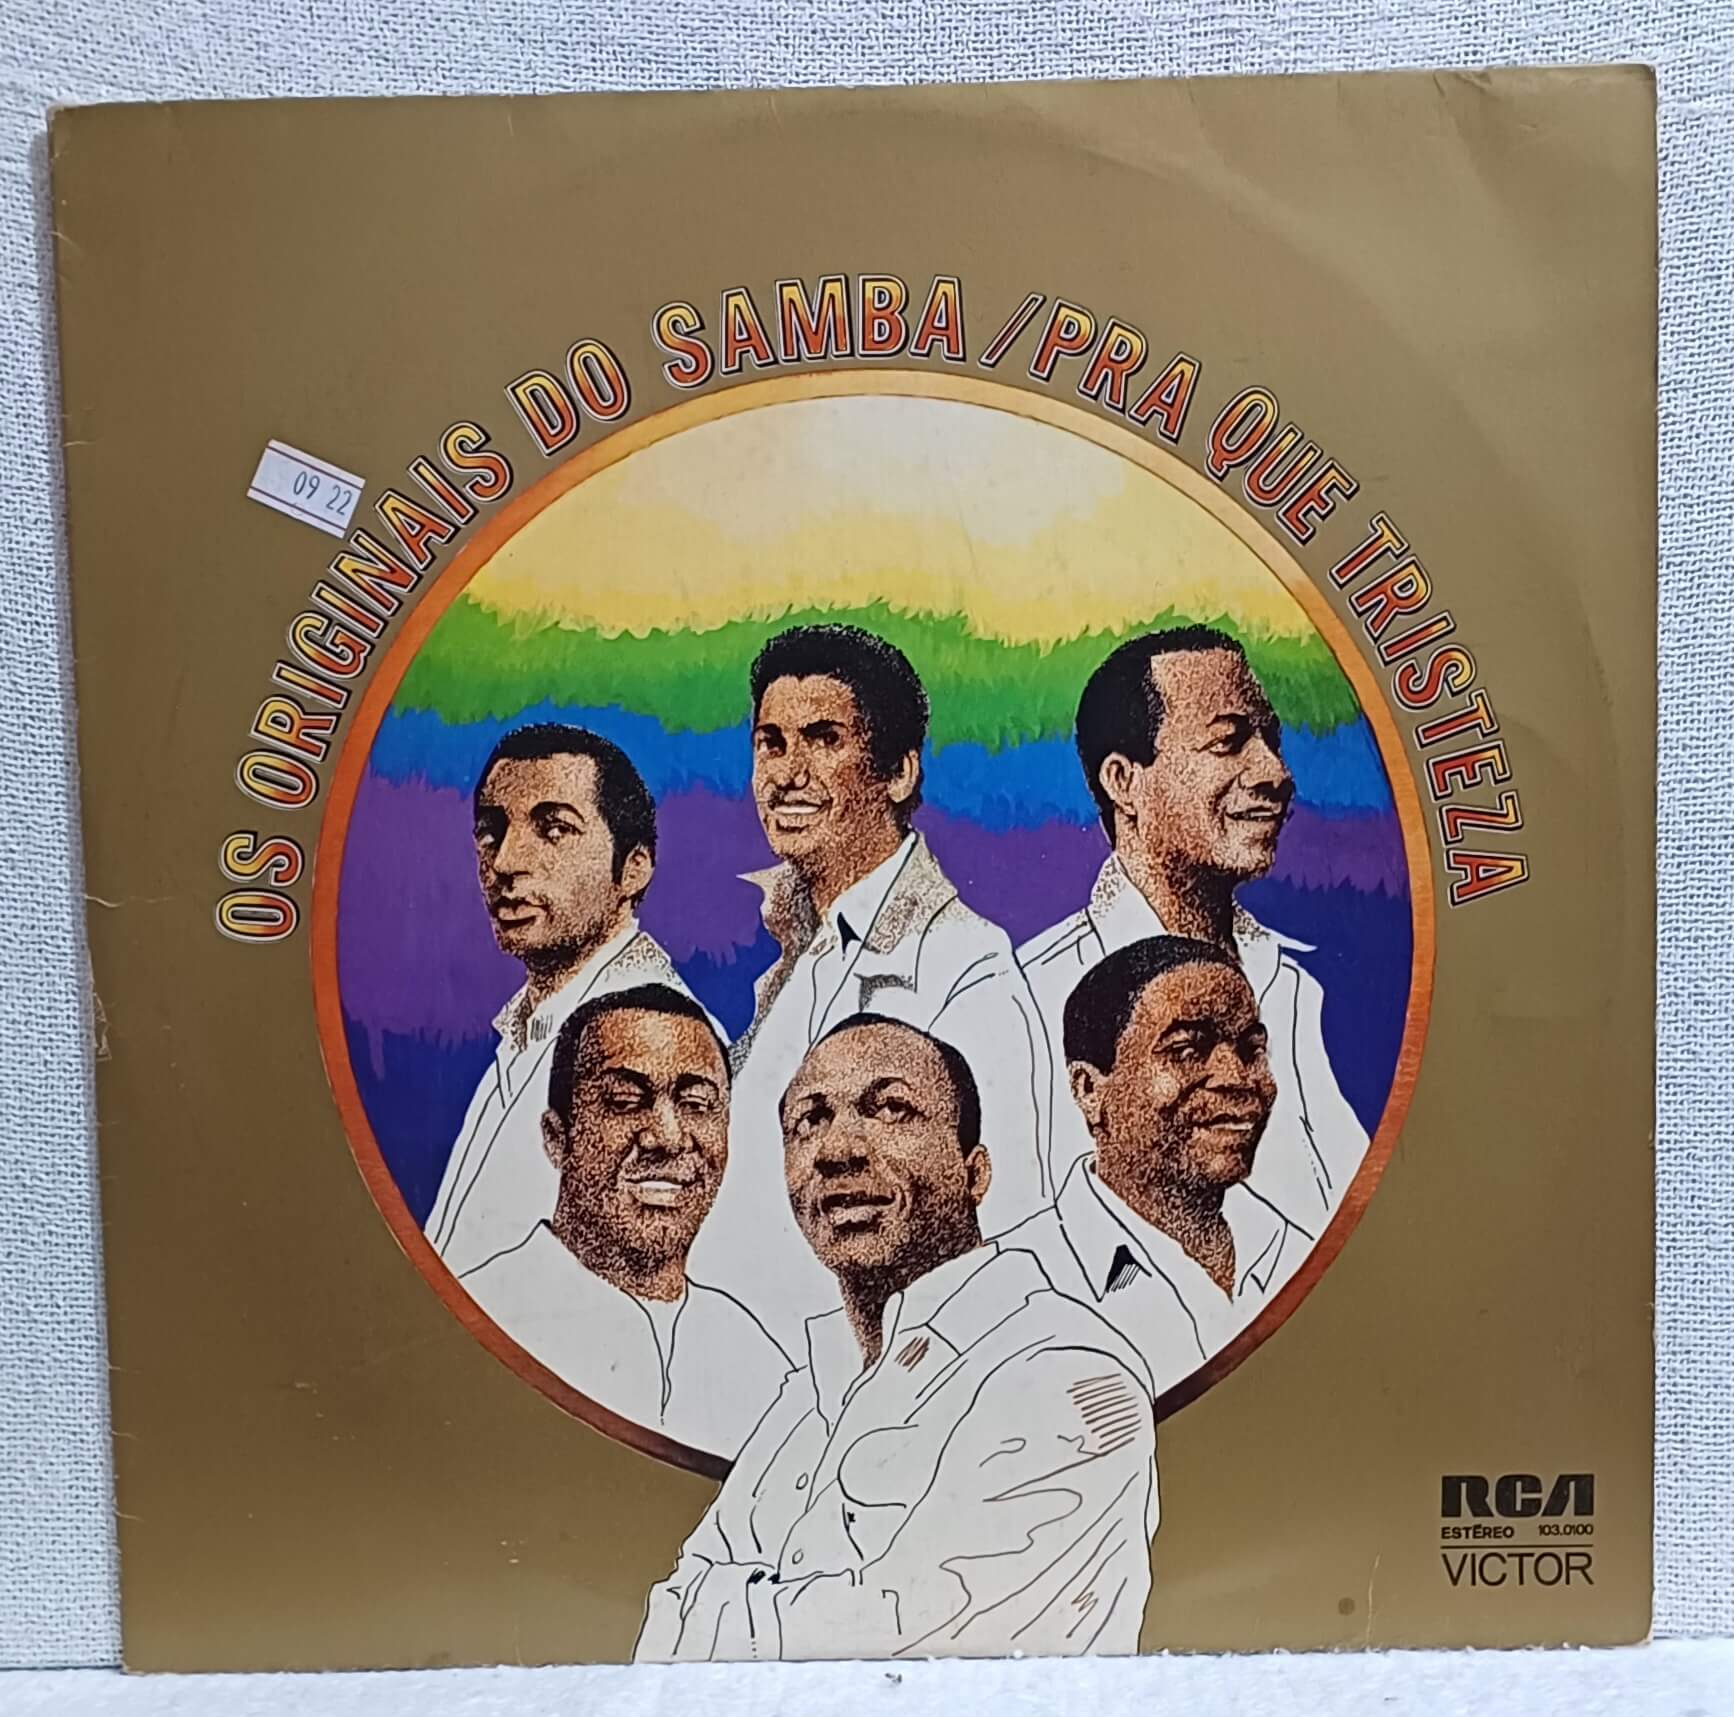 OS ORIGINAIS DO SAMBA / PRA QUE TRISTEZA
09 22
RCA
ESTÉREO 103.0100
VICTOR